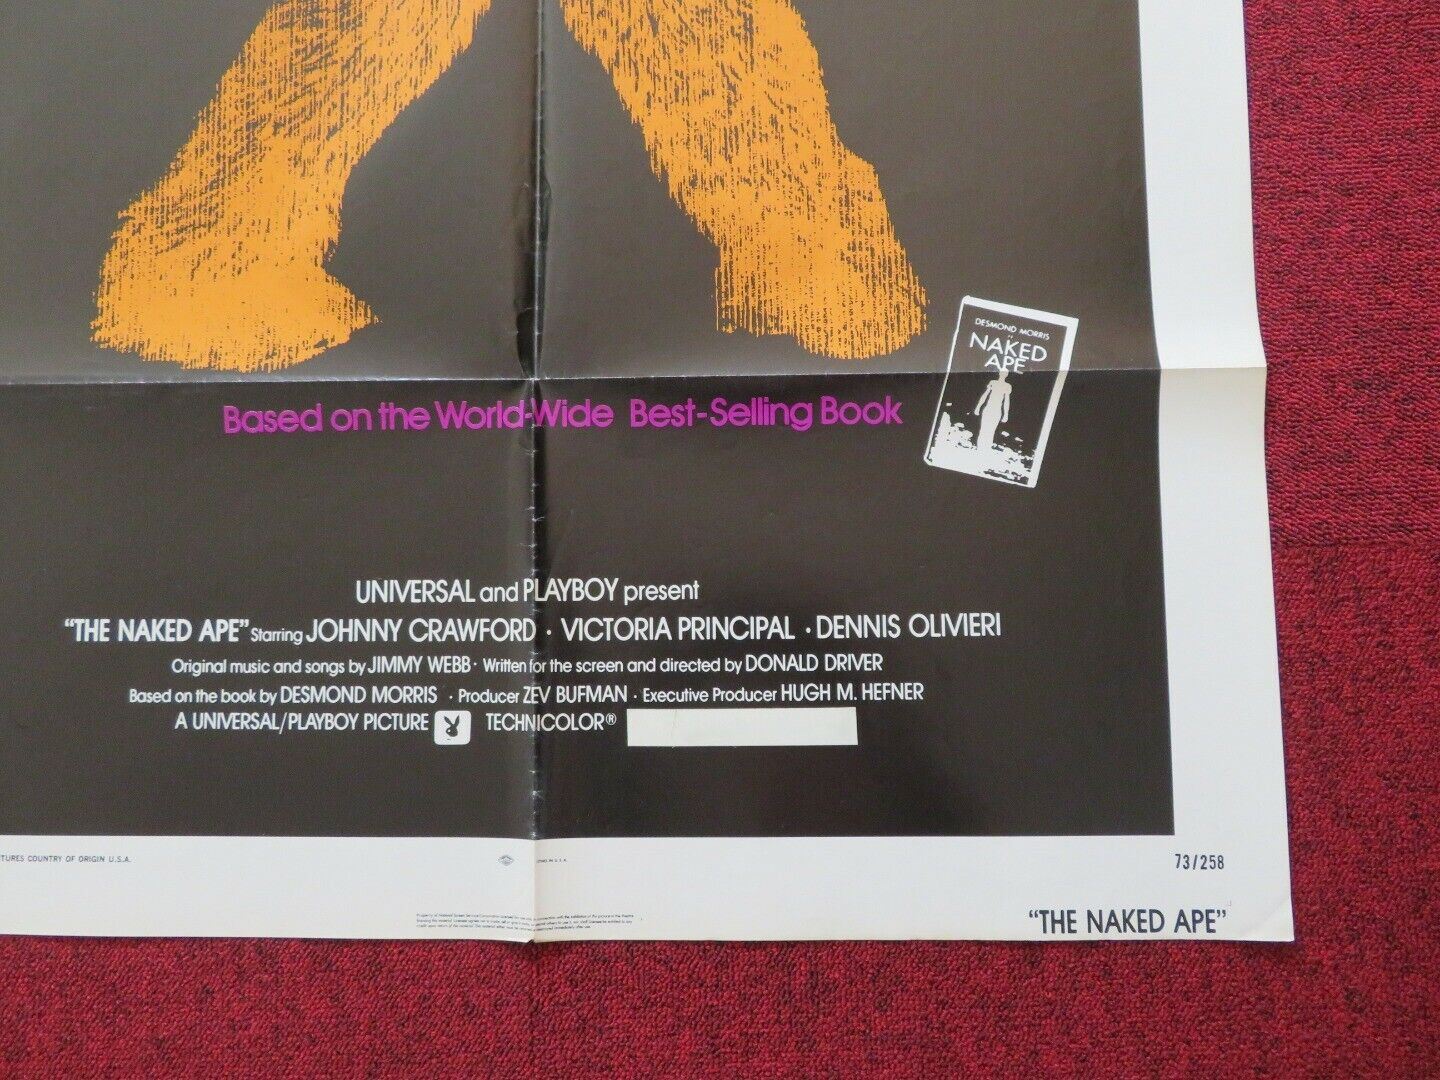 DESMOND MORRIS
NAKED
APE
Based on the World-Wide Best-Selling Book
UNIVERSAL and PLAYBOY present
"THE NAKED APE" Starring JOHNNY CRAWFORD · VICTORIA PRINCIPAL · DENNIS OLIVIERI
Original music and songs by JIMMY WEBB · Written for the screen and directed by DONALD DRIVER
Based on the book by DESMOND MORRIS · Producer ZEV BUFMAN · Executive Producer HUGH M. HEFNER
A UNIVERSAL/PLAYBOY PICTURE TECHNICOLOR®
TURES COUNTRY OF ORIGIN U.S.A.
IN U.S.A.
73/258
"THE NAKED APE"